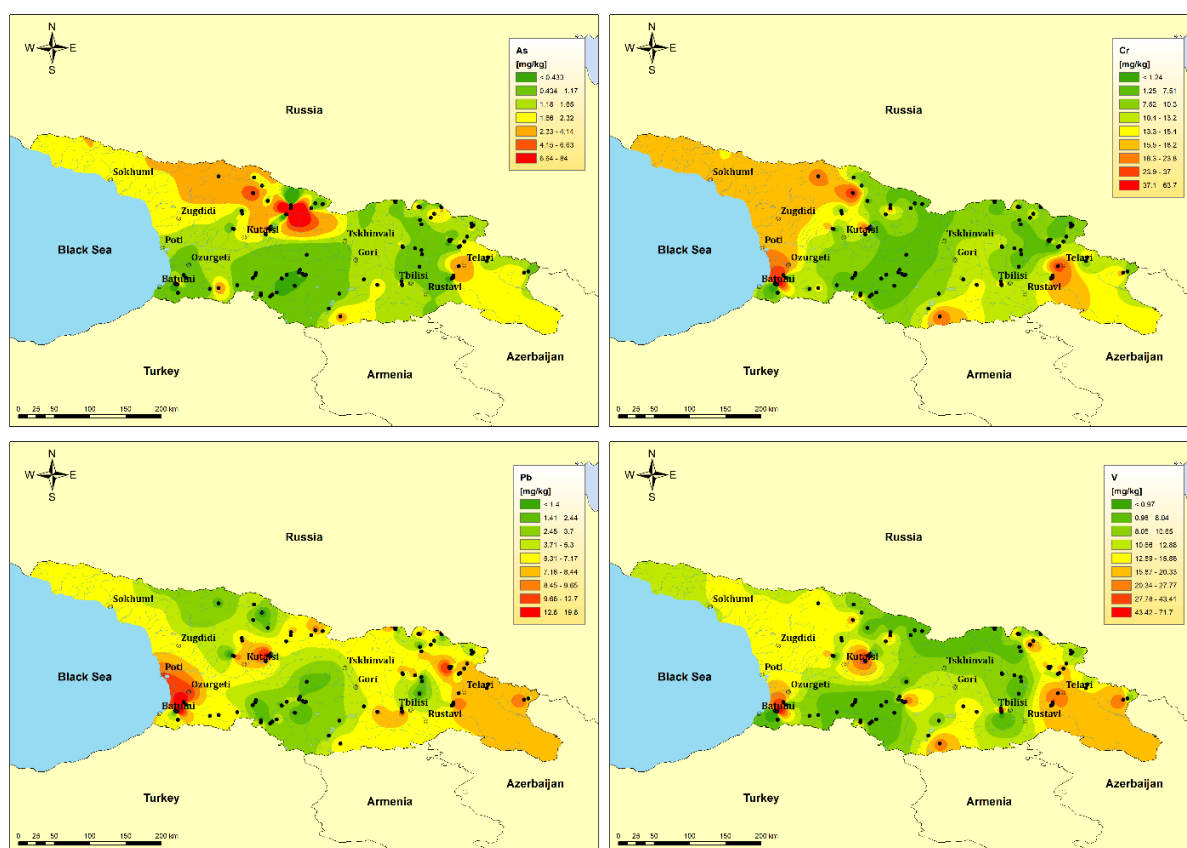 N
W E
S
As
[mg/kg]
< 0.433
0.434 1.17
1.18 - 1.65
1.66 - 2.32
2.33 - 4.14
4.15 - 6.63
6.64 - 84
Russia
Sokhumi
Zugdidi
Poti
Kutaisi
Tskhinvali
Black Sea
Ozurgeti
Gori
Telavi
Batumi
Tbilisi
Rustavi
Azerbaijan
Turkey
Armenia
0 25 50 100 150 200 km
N
W E
S
Cr
[mg/kg]
< 1.24
1.25 7.51
7.52 10.3
10.4 - 13.2
13.3 - 15.4
15.5 - 18.2
18.3 - 23.8
23.9 - 37
37.1 - 63.7
Russia
Sokhumi
Zugdidi
Poti
Kutaisi
Tskhinvali
Black Sea
Ozurgeti
Gori
Telavi
Batumi
Tbilisi
Rustavi
Azerbaijan
Turkey
Armenia
0 25 50 100 150 200 km
N
W E
S
Pb
[mg/kg]
< 1.4
1.41 2.44
2.45 3.7
3.71 - 5.3
5.31 - 7.17
7.18 - 8.44
8.45 - 9.65
9.66 - 12.7
12.8 - 19.8
Russia
Sokhumi
Zugdidi
Poti
Kutaisi
Tskhinvali
Black Sea
Ozurgeti
Gori
Telavi
Batumi
Tbilisi
Rustavi
Azerbaijan
Turkey
Armenia
0 25 50 100 150 200 km
N
W E
S
V
[mg/kg]
< 0.97
0.98 8.04
8.05 10.65
10.66 12.88
12.89 - 15.86
15.87 - 20.33
20.34 - 27.77
27.78 - 43.41
43.42 - 71.7
Russia
Sokhumi
Zugdidi
Poti
Kutaisi
Tskhinvali
Black Sea
Ozurgeti
Gori
Telavi
Batumi
Tbilisi
Rustavi
Azerbaijan
Turkey
Armenia
0 25 50 100 150 200 km